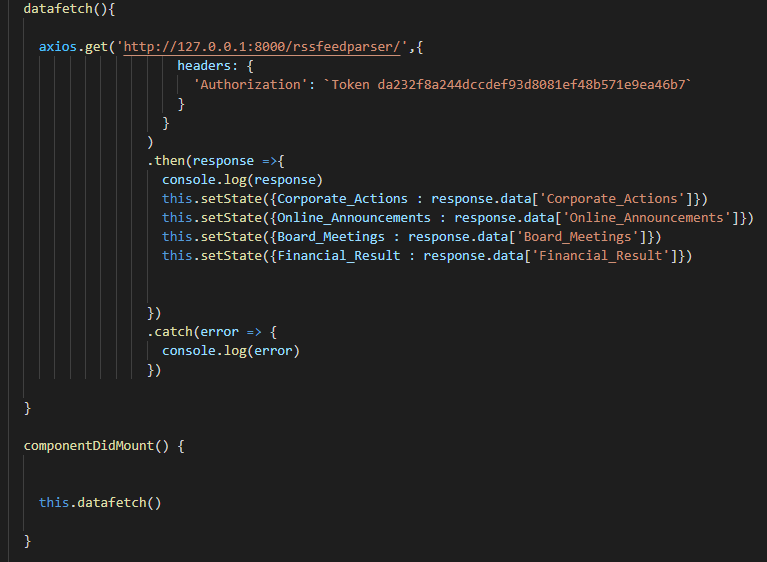 datafetch(){
axios.get('http://127.0.0.1:8000/rssfeedparser/',{
headers: {
'Authorization': `Token da232f8a244dccdef93d8081ef48b571e9ea46b7`
}
}
)
.then(response =>{
console.log(response)
this.setState({Corporate_Actions : response.data['Corporate_Actions']})
this.setState({Online_Announcements : response.data['Online_Announcements']})
this.setState({Board_Meetings : response.data['Board_Meetings']})
this.setState({Financial_Result : response.data['Financial_Result']})
})
.catch(error => {
console.log(error)
})
}
componentDidMount() {
this.datafetch()
}